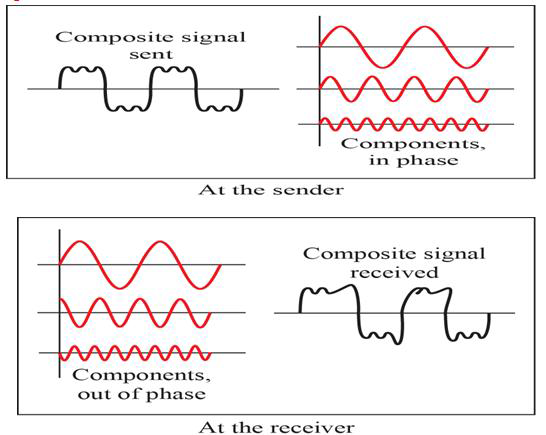 Composite signal
sent
Components,
in phase
At the sender
Composite signal
received
Components,
out of phase
At the receiver